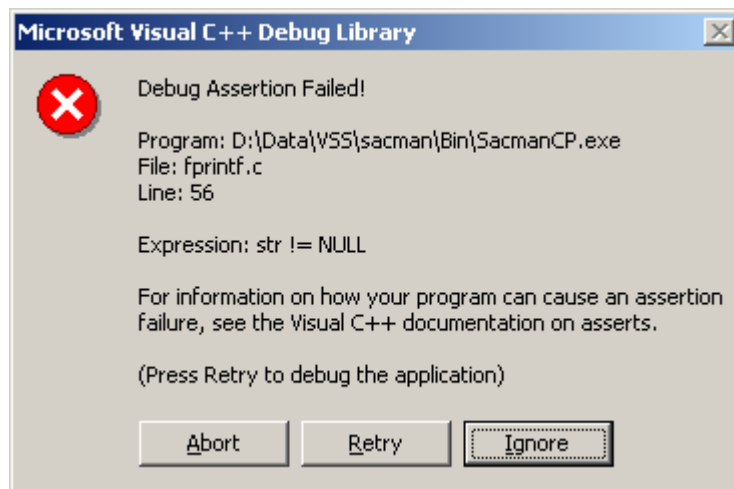 Microsoft Visual C++ Debug Library
Debug Assertion Failed!
Program: D:\Data\VSS\sacman\Bin\SacmanCP.exe
File: fprintf.c
Line: 56
Expression: str != NULL
For information on how your program can cause an assertion
failure, see the Visual C++ documentation on asserts.
(Press Retry to debug the application)
Abort Retry Ignore